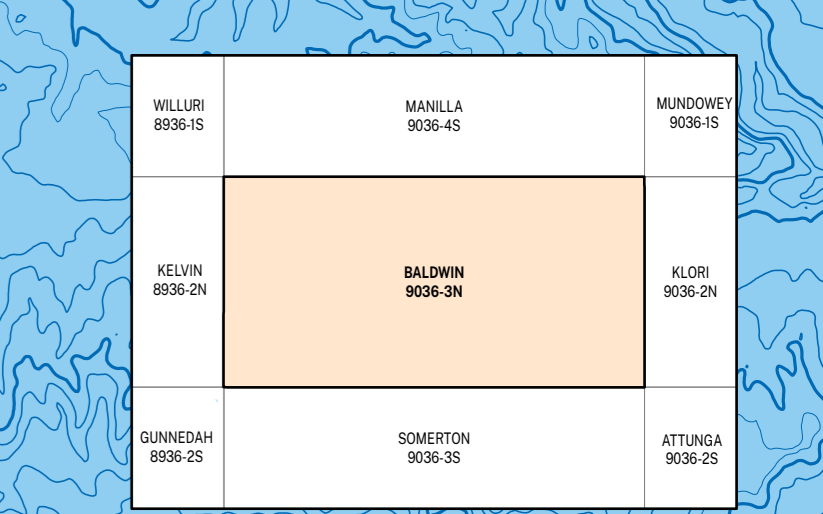 WILLURI
8936-1S
MANILLA
9036-4S
MUNDOWEY
9036-1S
KELVIN
8936-2N
BALDWIN
9036-3N
KLORI
9036-2N
GUNNEDAH
8936-2S
SOMERTON
9036-3S
ATTUNGA
9036-2S